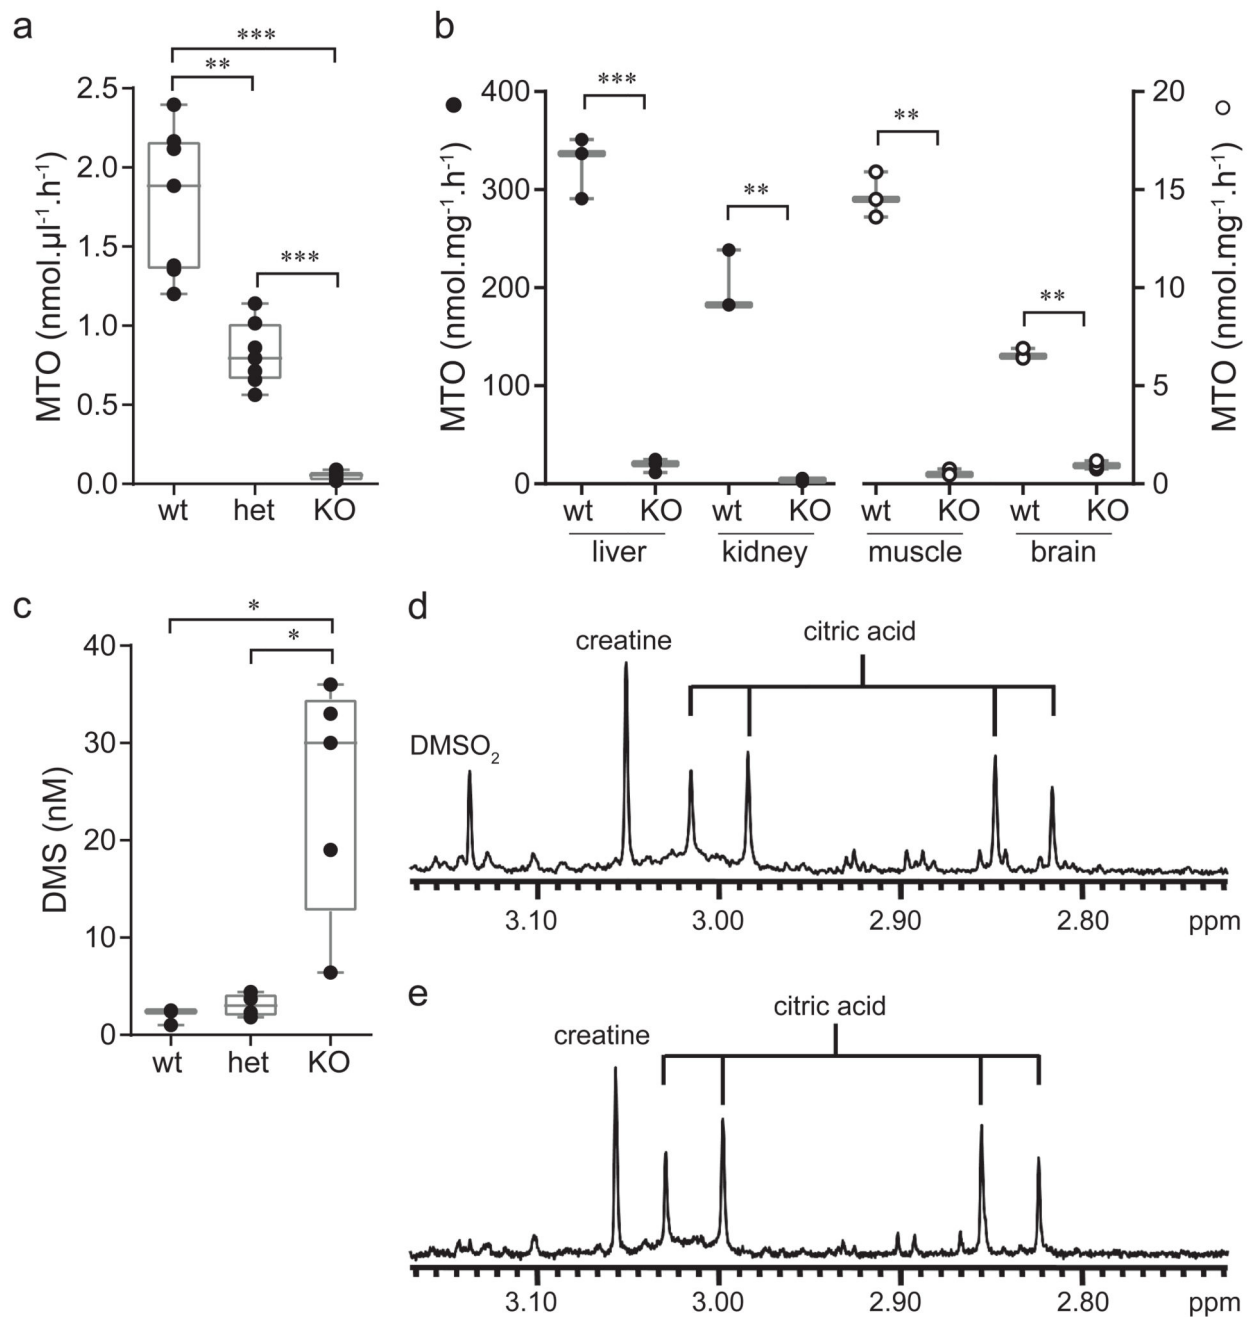 a
***
**
***
MTO (nmol.µl⁻¹.h⁻¹)
2.5
2.0
1.5
1.0
0.5
0.0
wt het KO
b
***
**
**
**
MTO (nmol.mg⁻¹.h⁻¹)
400
300
200
100
0
MTO (nmol.mg⁻¹.h⁻¹)
20
15
10
5
0
wt KO wt KO wt KO wt KO
liver kidney muscle brain
c
*
*
DMS (nM)
40
30
20
10
0
wt het KO
d
DMSO₂
creatine
citric acid
3.10 3.00 2.90 2.80 ppm
e
creatine
citric acid
3.10 3.00 2.90 2.80 ppm